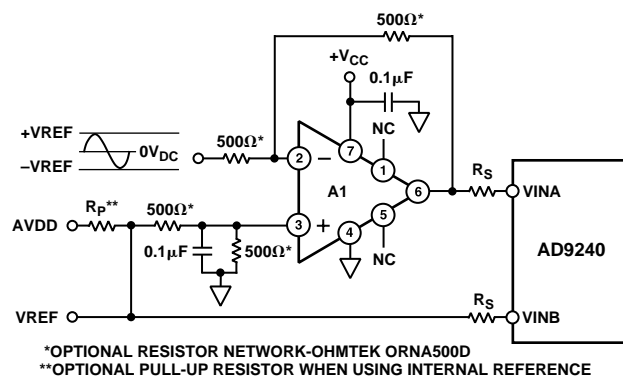 500Ω*
+VCC
0.1µF
NC
+VREF
0VDC
–VREF
500Ω*
2
–
7
1
A1
6
RS
VINA
AVDD
RP**
500Ω*
3
+
5
4
0.1µF
500Ω*
NC
AD9240
VREF
RS
VINB
*OPTIONAL RESISTOR NETWORK-OHMTEK ORNA500D
**OPTIONAL PULL-UP RESISTOR WHEN USING INTERNAL REFERENCE